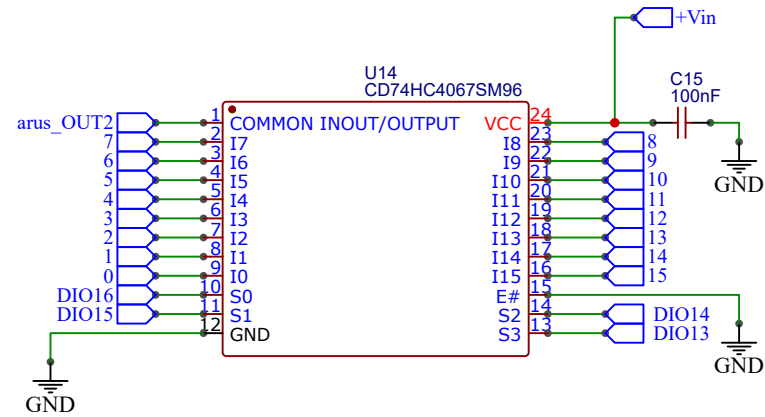 +Vin
U14
CD74HC4067SM96
C15
100nF
arus_OUT2 1 COMMON INOUT/OUTPUT VCC 24
7 2 I7 I8 23 8
6 3 I6 I9 22 9
5 4 I5 I10 21 10
4 5 I4 I11 20 11
3 6 I3 I12 19 12
2 7 I2 I13 18 13
1 8 I1 I14 17 14
0 9 I0 I15 16 15
DIO16 10 S0 E# 15
DIO15 11 S1 S2 14 DIO14
12 GND S3 13 DIO13
GND
GND
GND